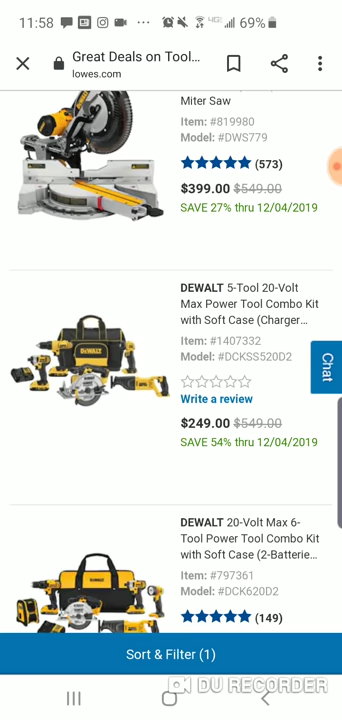 11:58 69%
Great Deals on Tool...
lowes.com
Miter Saw
Item: #819980
Model: #DWS779
(573)
$399.00 $549.00
SAVE 27% thru 12/04/2019
DEWALT 5-Tool 20-Volt
Max Power Tool Combo Kit
with Soft Case (Charger...
Item: #1407332
Model: #DCKSS520D2
Write a review
$249.00 $549.00
SAVE 54% thru 12/04/2019
Chat
DEWALT
DEWALT 20-Volt Max 6-
Tool Power Tool Combo Kit
with Soft Case (2-Batterie...
Item: #797361
Model: #DCK620D2
(149)
Sort & Filter (1)
DU RECORDER